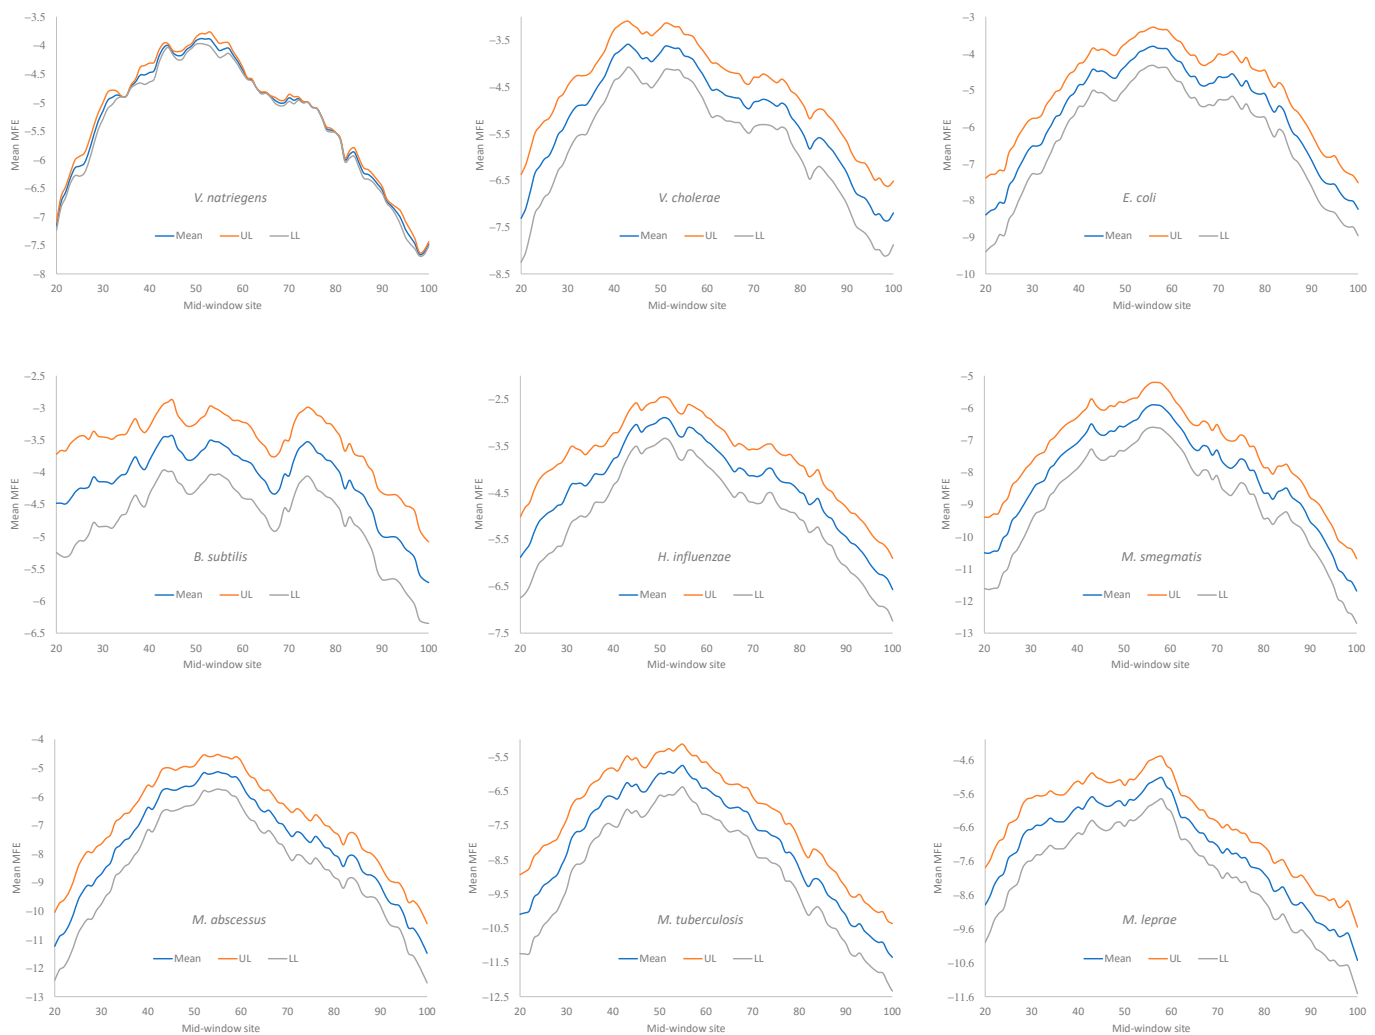 −3.5
−4
−4.5
−5
−5.5
−6
−6.5
−7
−7.5
−8
Mean MFE
V. natriegens
Mean UL LL
20 30 40 50 60 70 80 90 100
Mid-window site
−3.5
−4.5
−5.5
−6.5
−7.5
−8.5
Mean MFE
V. cholerae
Mean UL LL
20 30 40 50 60 70 80 90 100
Mid-window site
−3
−4
−5
−6
−7
−8
−9
−10
Mean MFE
E. coli
Mean UL LL
20 30 40 50 60 70 80 90 100
Mid-window site
−2.5
−3
−3.5
−4
−4.5
−5
−5.5
−6
−6.5
Mean MFE
B. subtilis
Mean UL LL
20 30 40 50 60 70 80 90 100
Mid-window site
−2.5
−3.5
−4.5
−5.5
−6.5
−7.5
Mean MFE
H. influenzae
Mean UL LL
20 30 40 50 60 70 80 90 100
Mid-window site
−5
−6
−7
−8
−9
−10
−11
−12
−13
Mean MFE
M. smegmatis
Mean UL LL
20 30 40 50 60 70 80 90 100
Mid-window site
−4
−5
−6
−7
−8
−9
−10
−11
−12
−13
Mean MFE
M. abscessus
Mean UL LL
20 30 40 50 60 70 80 90 100
Mid-window site
−5.5
−6.5
−7.5
−8.5
−9.5
−10.5
−11.5
−12.5
Mean MFE
M. tuberculosis
Mean UL LL
20 30 40 50 60 70 80 90 100
Mid-window site
−4.6
−5.6
−6.6
−7.6
−8.6
−9.6
−10.6
−11.6
Mean MFE
M. leprae
Mean UL LL
20 30 40 50 60 70 80 90 100
Mid-window site